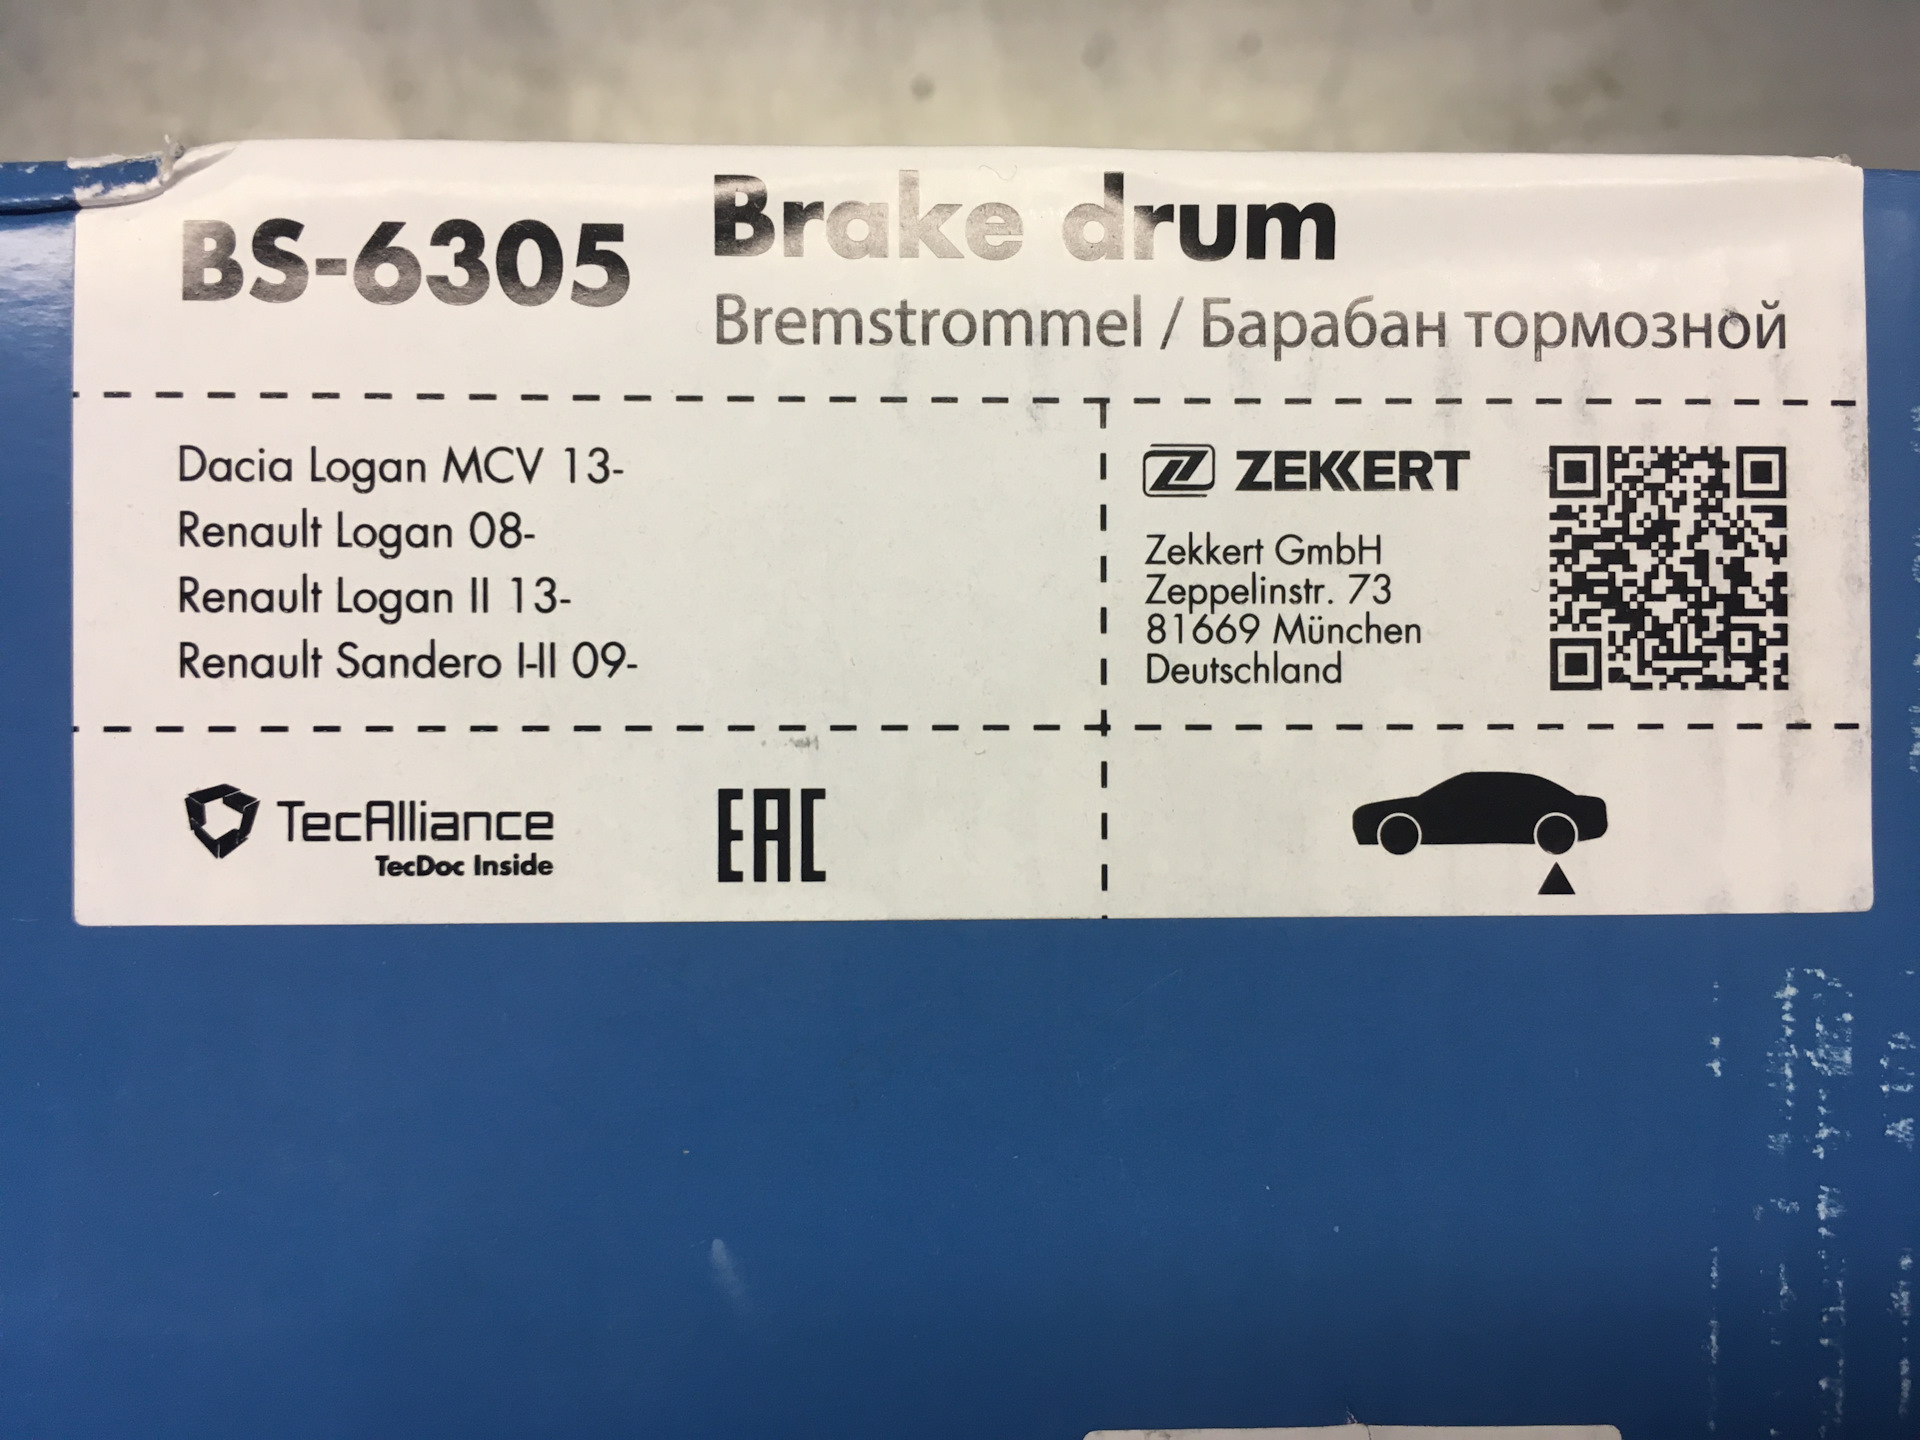 BS-6305
Brake drum
Bremstrommel / Барабан тормозной
Dacia Logan MCV 13-
Renault Logan 08-
Renault Logan II 13-
Renault Sandero I-II 09-
ZEKKERT
Zekkert GmbH
Zeppelinstr. 73
81669 München
Deutschland
TecAlliance
TecDoc Inside
EAC